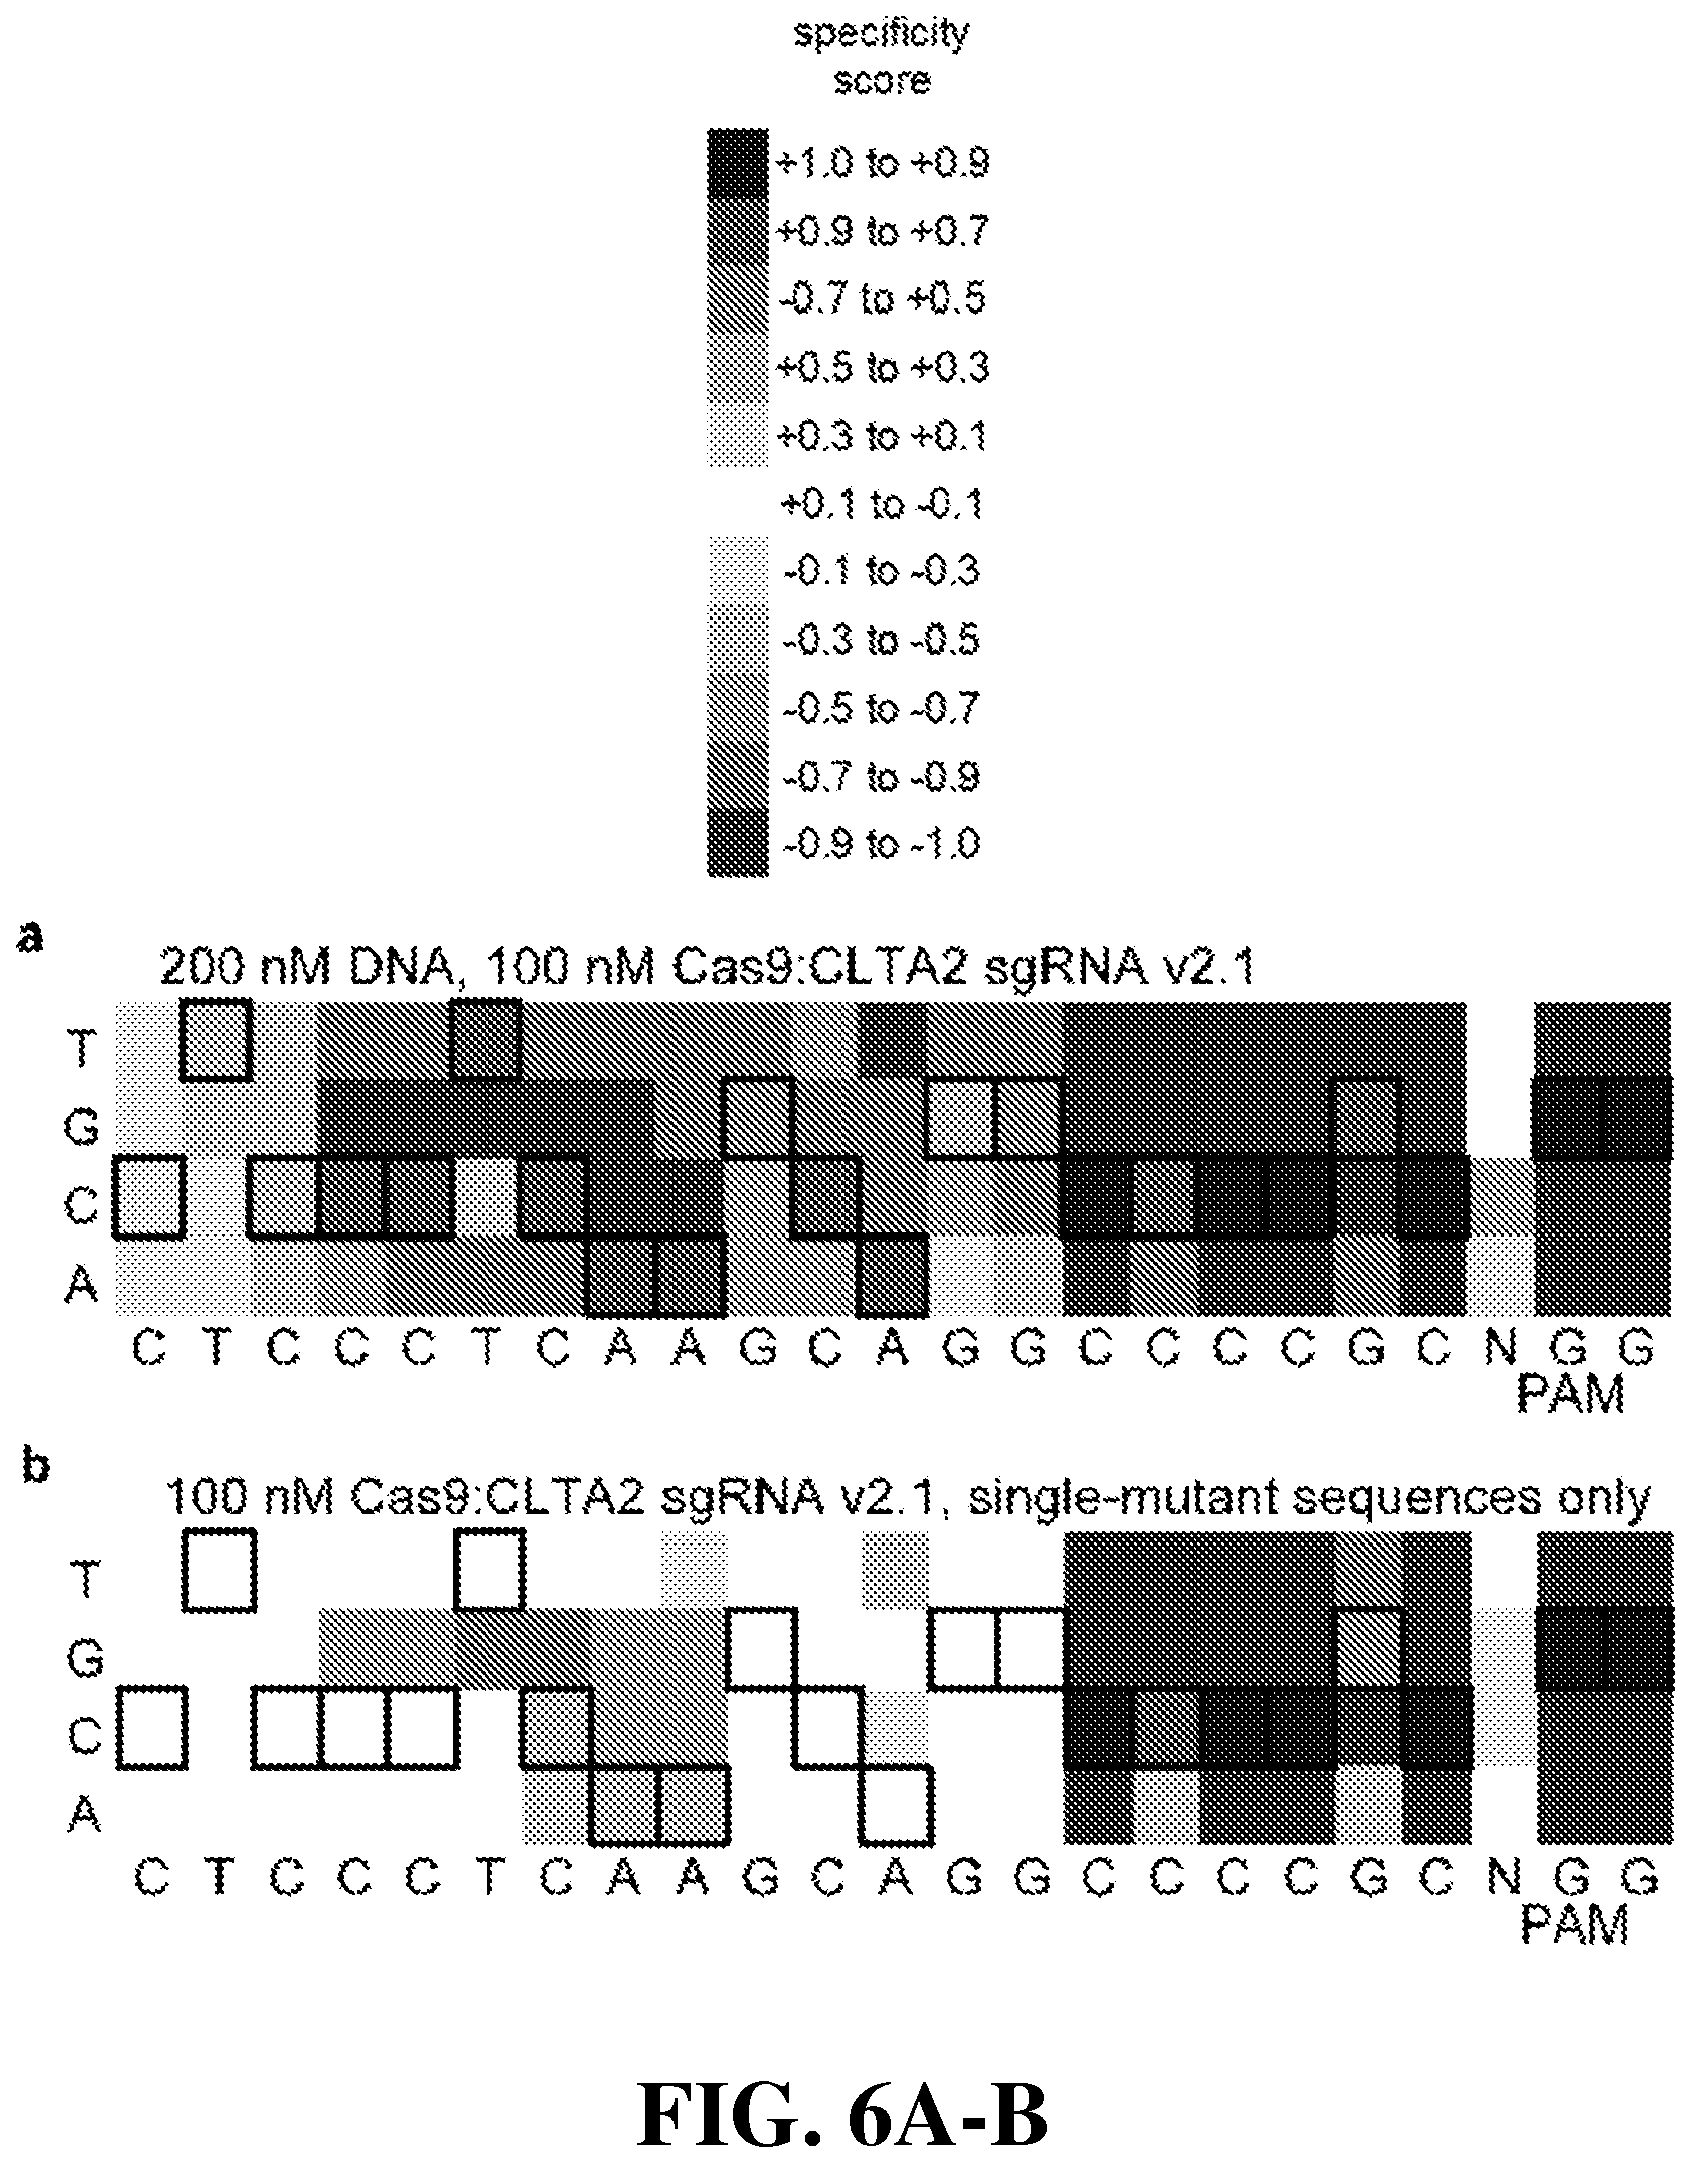 specificity
score
+1.0 to +0.9
+0.9 to +0.7
-0.7 to +0.5
+0.5 to +0.3
+0.3 to +0.1
+0.1 to -0.1
-0.1 to -0.3
-0.3 to -0.5
-0.5 to -0.7
-0.7 to -0.9
-0.9 to -1.0
a
200 nM DNA, 100 nM Cas9:CLTA2 sgRNA v2.1
T
G
C
A
C T C C C T C A A G C A G G C C C C G C N G G
PAM
b
100 nM Cas9:CLTA2 sgRNA v2.1, single-mutant sequences only
T
G
C
A
C T C C C T C A A G C A G G C C C C G C N G G
PAM
FIG. 6A-B